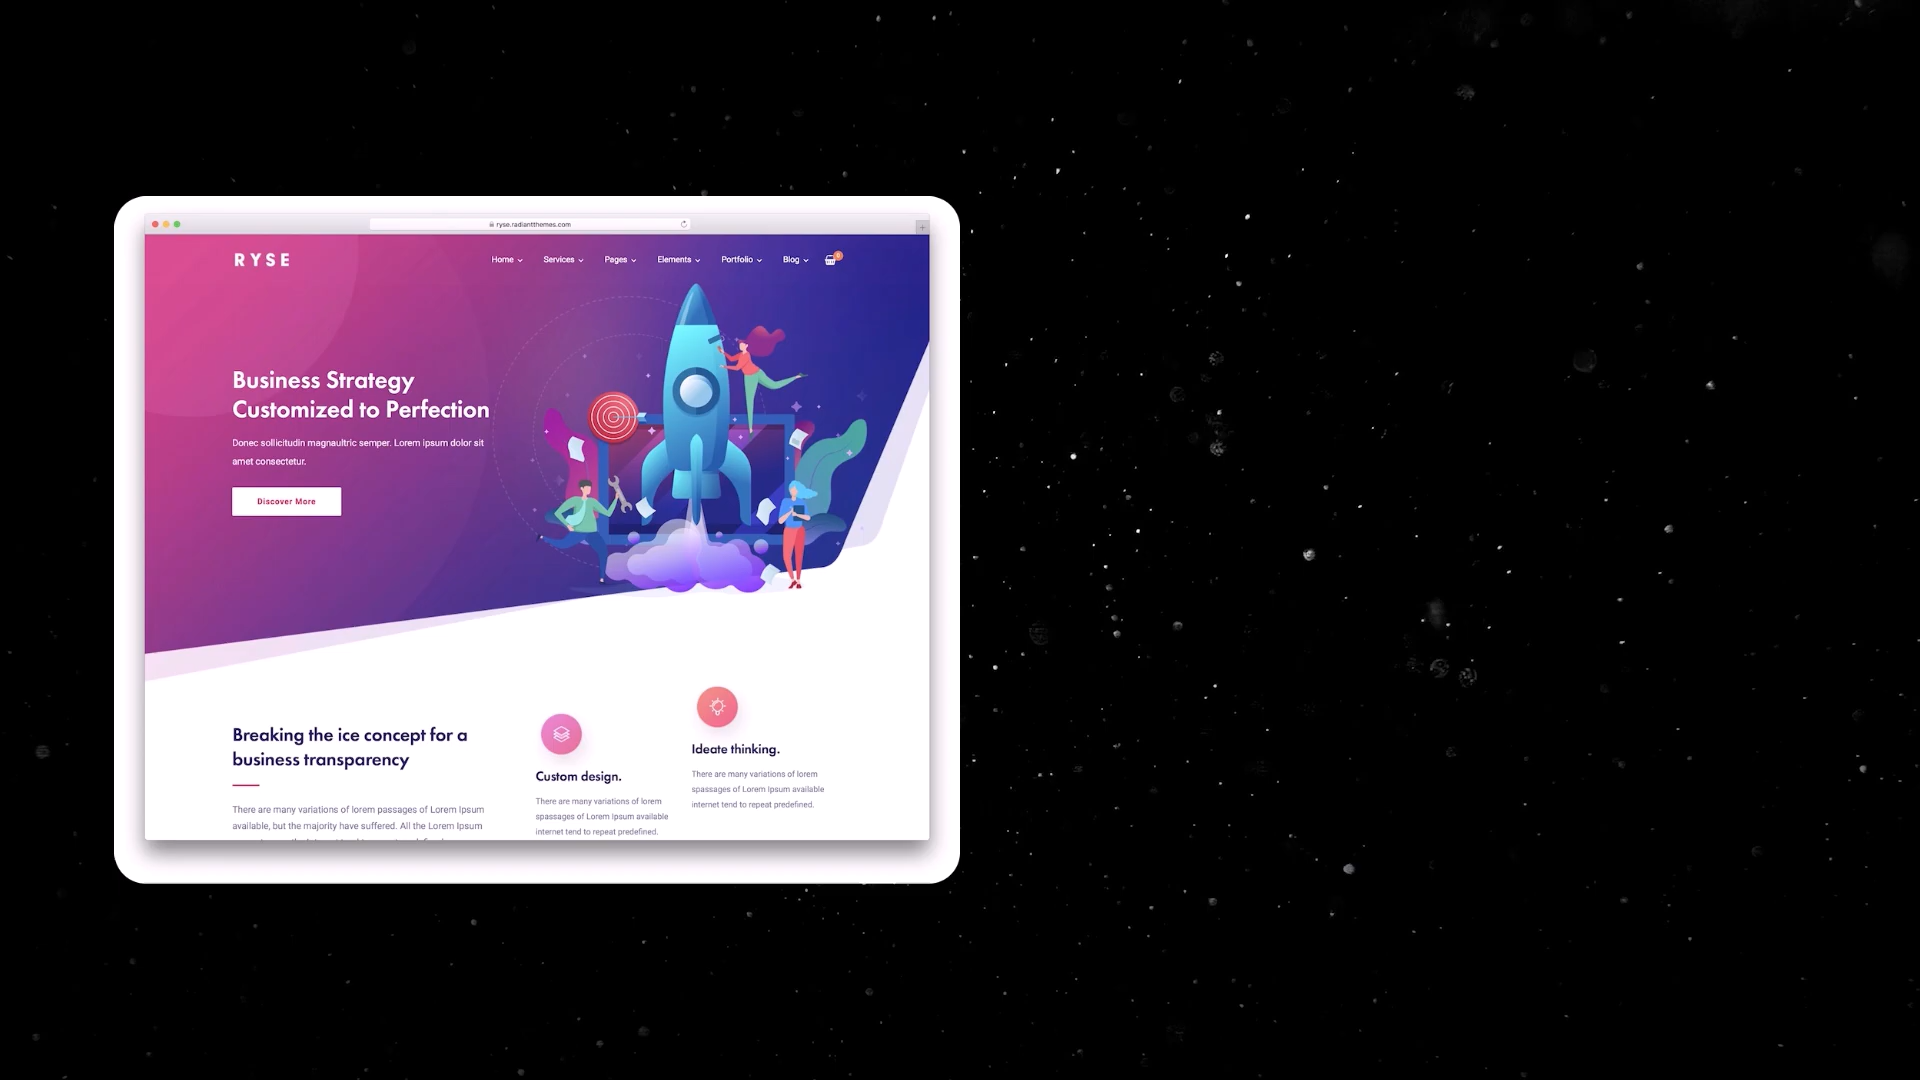 ryse.radiantthemes.com
RYSE
Home Services Pages Elements Portfolio Blog
Business Strategy
Customized to Perfection
Donec sollicitudin magnaultric semper. Lorem ipsum dolor sit
amet consectetur.
Discover More
Breaking the ice concept for a
business transparency
There are many variations of lorem passages of Lorem Ipsum
available, but the majority have suffered. All the Lorem Ipsum
Custom design.
There are many variations of lorem
spassages of Lorem Ipsum available
internet tend to repeat predefined.
Ideate thinking.
There are many variations of lorem
spassages of Lorem Ipsum available
internet tend to repeat predefined.